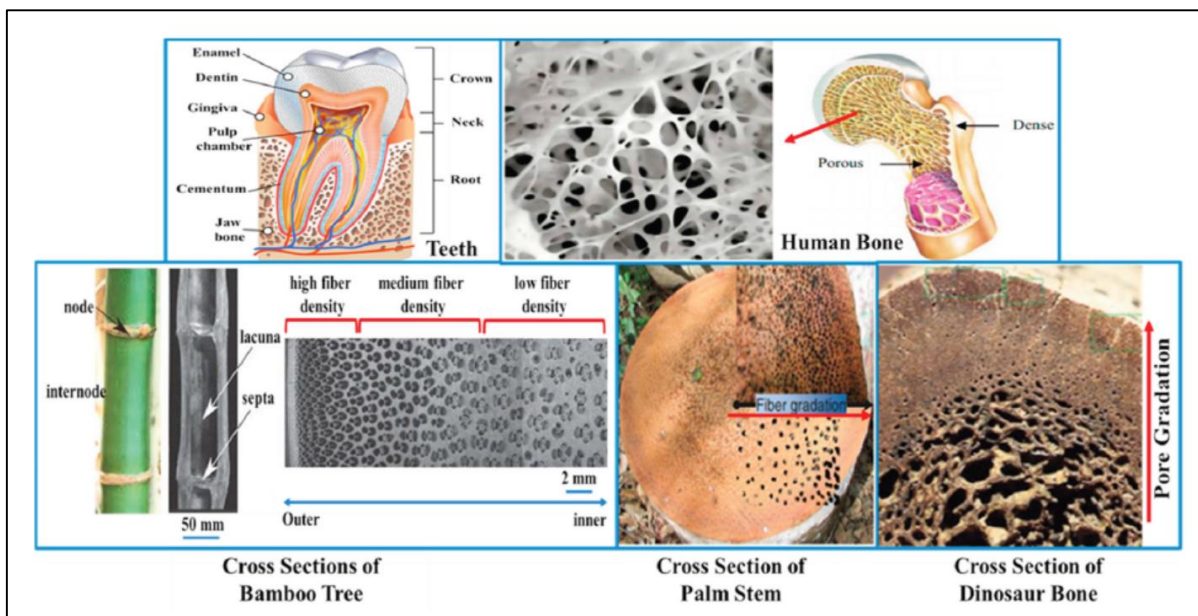 Enamel
Dentin
Gingiva
Pulp
chamber
Cementum
Jaw
bone
Crown
Neck
Root
Teeth
Dense
Porous
Human Bone
node
internode
lacuna
septa
50 mm
high fiber
density
medium fiber
density
low fiber
density
2 mm
Outer
inner
Fiber gradation
Pore Gradation
Cross Sections of
Bamboo Tree
Cross Section of
Palm Stem
Cross Section of
Dinosaur Bone